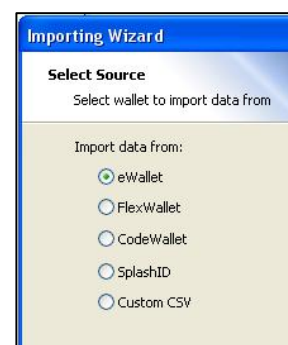 Importing Wizard
Select Source
Select wallet to import data from
Import data from:
eWallet
FlexWallet
CodeWallet
SplashID
Custom CSV